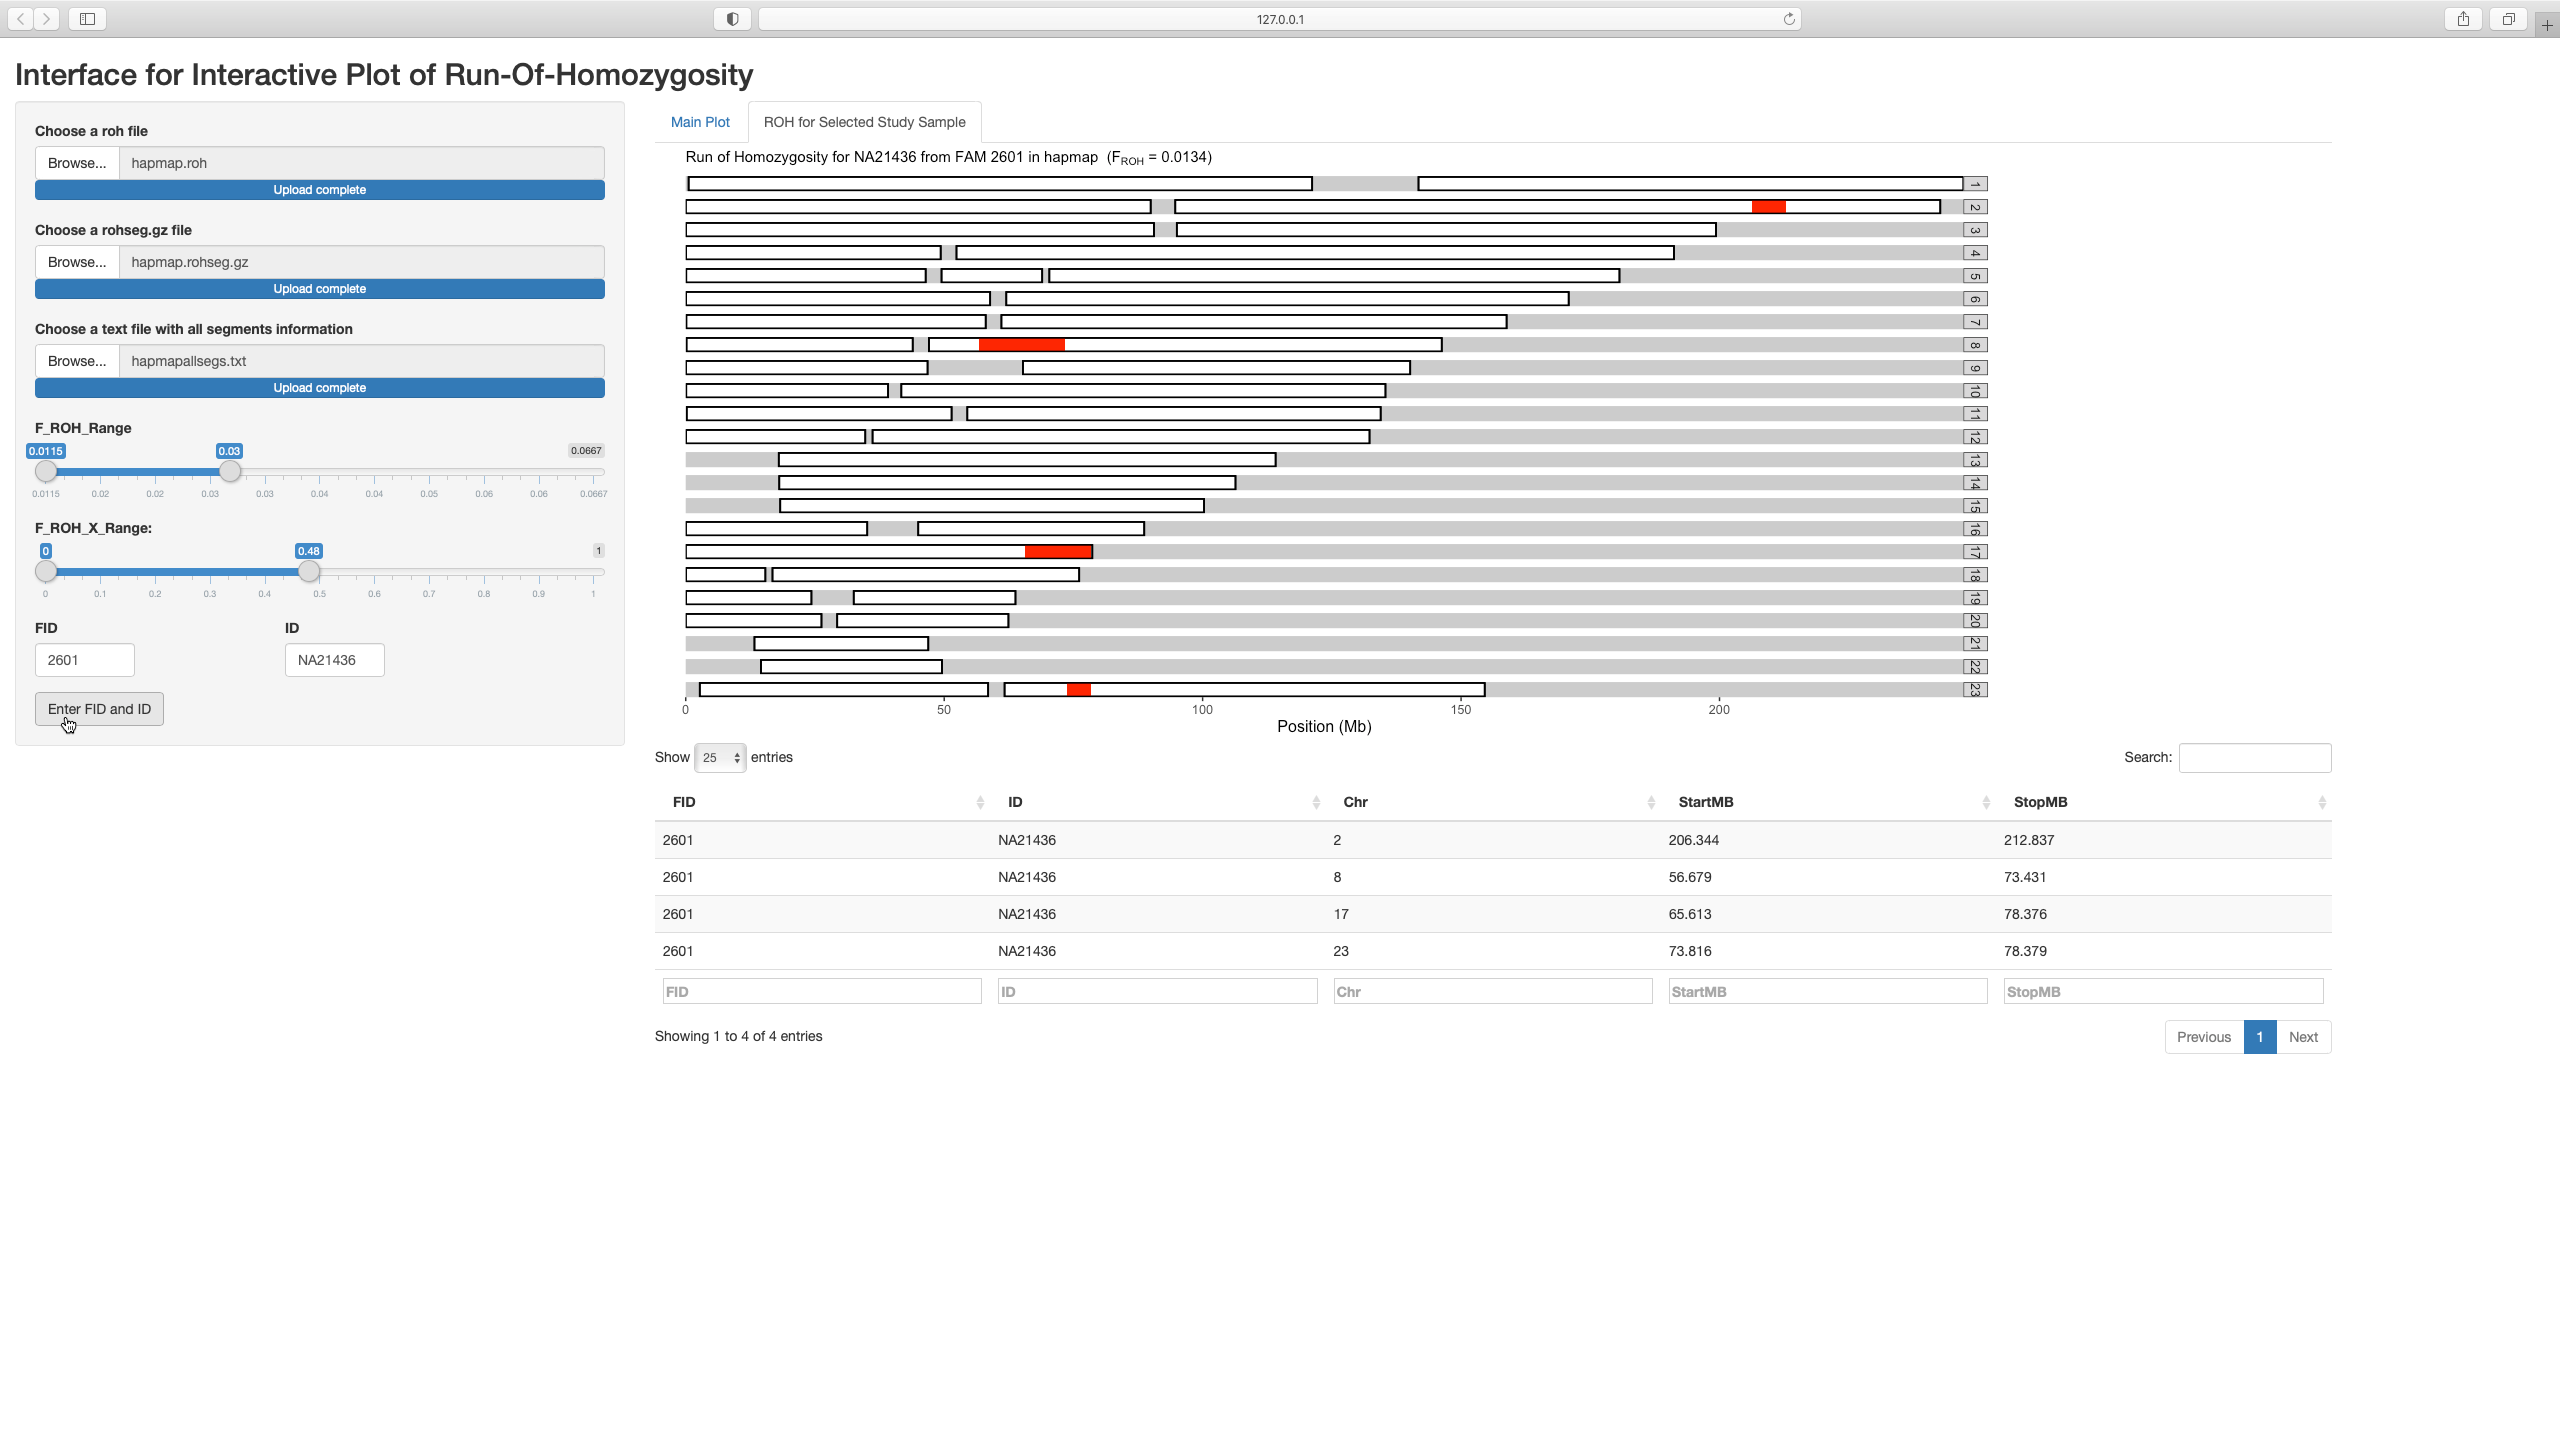 127.0.0.1
Interface for Interactive Plot of Run-Of-Homozygosity
Choose a roh file
Browse... hapmap.roh
Upload complete
Choose a rohseg.gz file
Browse... hapmap.rohseg.gz
Upload complete
Choose a text file with all segments information
Browse... hapmapallsegs.txt
Upload complete
F_ROH_Range
0.0115 0.03 0.0667
0.0115 0.02 0.02 0.03 0.03 0.04 0.04 0.05 0.06 0.06 0.0667
F_ROH_X_Range:
0 0.48 1
0 0.1 0.2 0.3 0.4 0.5 0.6 0.7 0.8 0.9 1
FID ID
2601 NA21436
Enter FID and ID
Main Plot ROH for Selected Study Sample
Run of Homozygosity for NA21436 from FAM 2601 in hapmap (FROH = 0.0134)
1
2
3
4
5
6
7
8
9
10
11
12
13
14
15
16
17
18
19
20
21
22
23
0 50 100 150 200
Position (Mb)
Show 25 entries Search:
FID ID Chr StartMB StopMB
2601 NA21436 2 206.344 212.837
2601 NA21436 8 56.679 73.431
2601 NA21436 17 65.613 78.376
2601 NA21436 23 73.816 78.379
FID ID Chr StartMB StopMB
Showing 1 to 4 of 4 entries Previous 1 Next